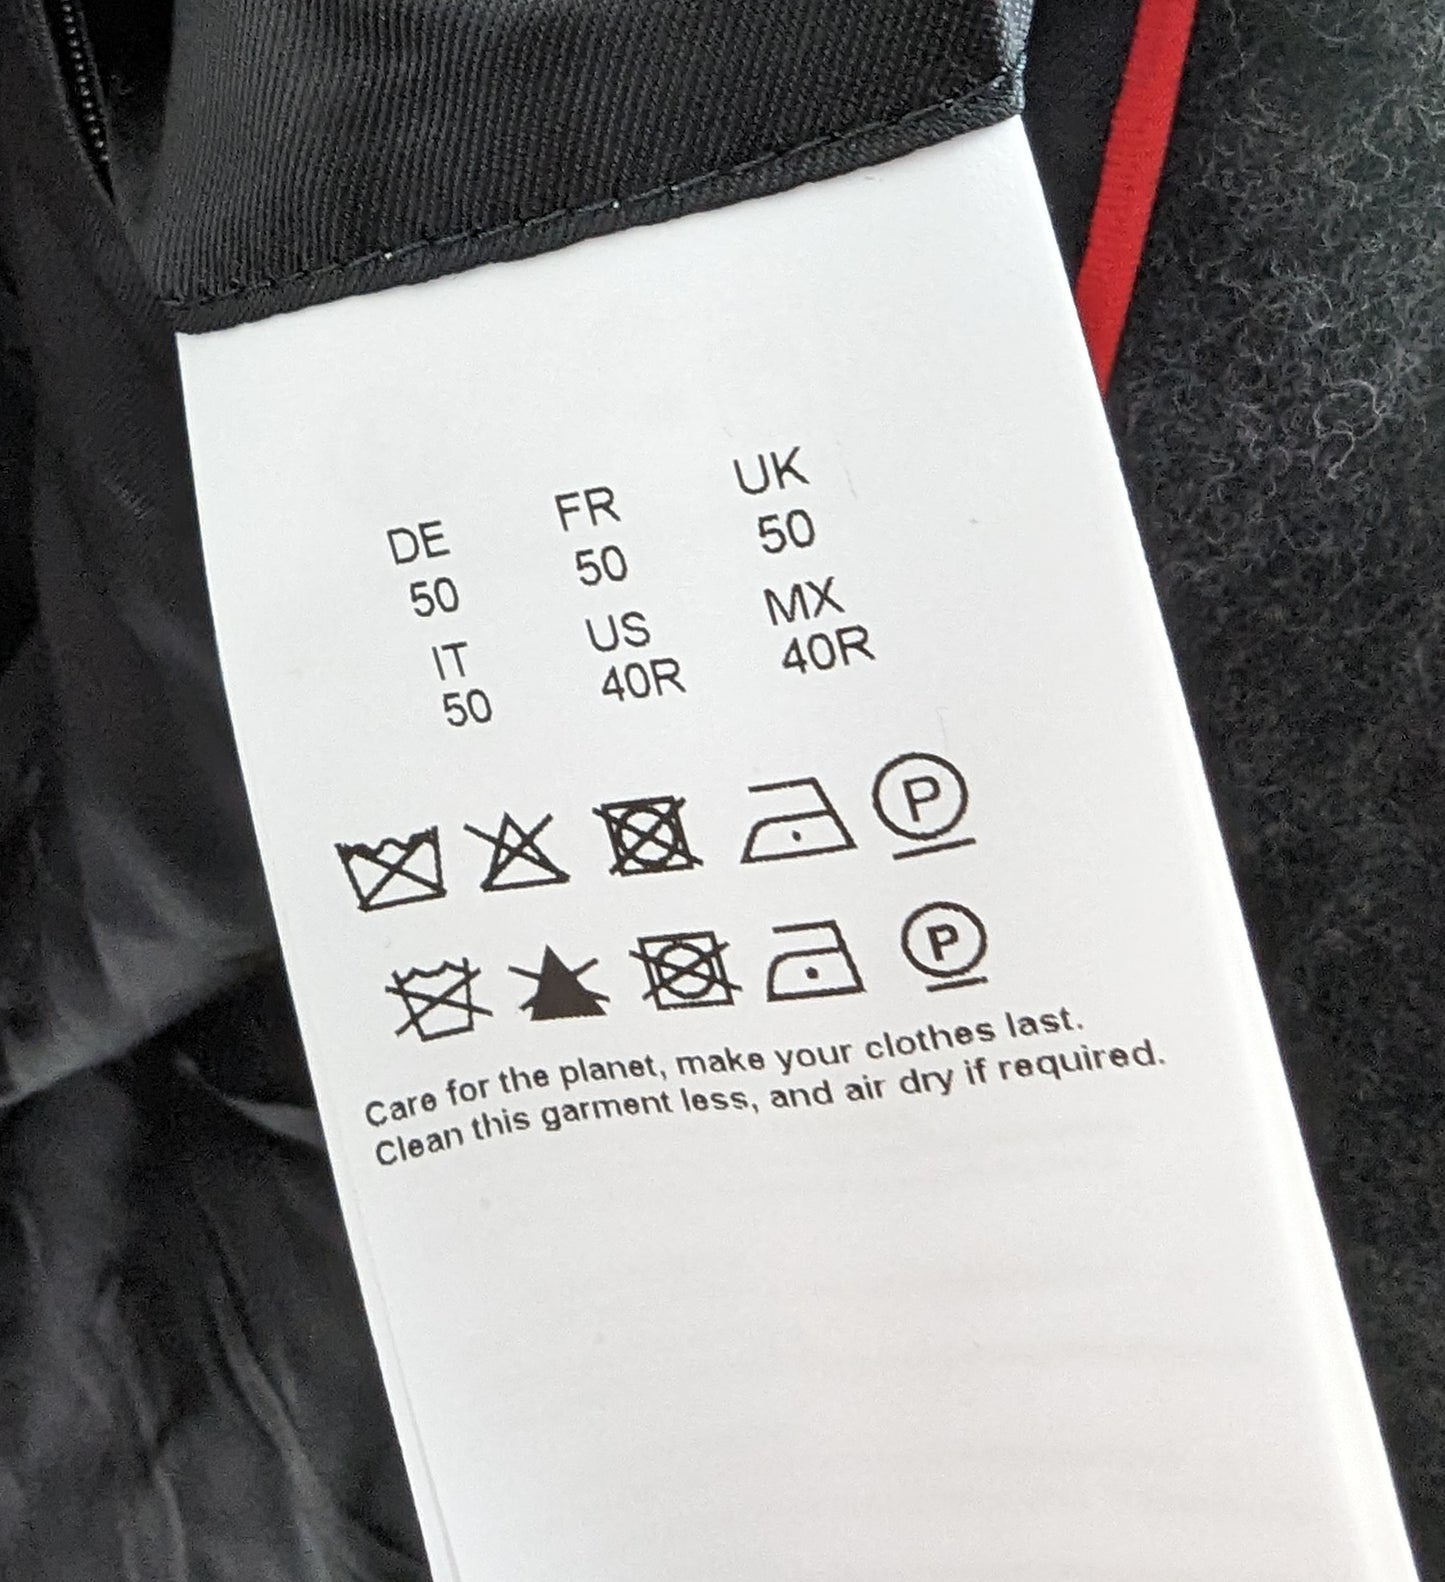 DE FR UK
50 50 50
IT US MX
50 40R 40R
P
P
Care for the planet, make your clothes last.
Clean this garment less, and air dry if required.